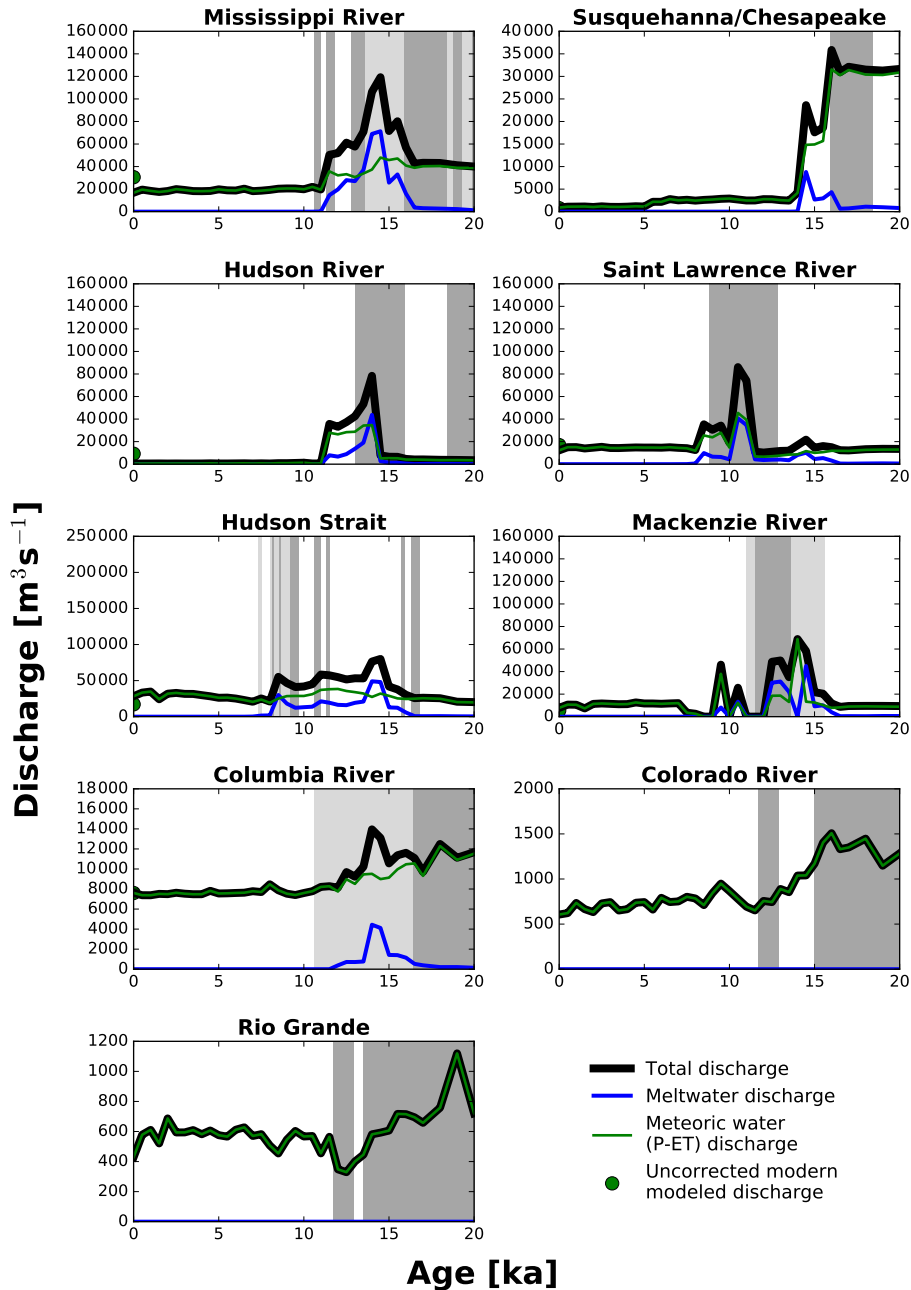 Mississippi River
160000
140000
120000
100000
80000
60000
40000
20000
0
0 5 10 15 20
Susquehanna/Chesapeake
40000
35000
30000
25000
20000
15000
10000
5000
0
0 5 10 15 20
Hudson River
160000
140000
120000
100000
80000
60000
40000
20000
0
0 5 10 15 20
Saint Lawrence River
160000
140000
120000
100000
80000
60000
40000
20000
0
0 5 10 15 20
Hudson Strait
250000
200000
150000
100000
50000
0
0 5 10 15 20
Mackenzie River
160000
140000
120000
100000
80000
60000
40000
20000
0
0 5 10 15 20
Columbia River
18000
16000
14000
12000
10000
8000
6000
4000
2000
0
0 5 10 15 20
Colorado River
2000
1500
1000
500
0
0 5 10 15 20
Rio Grande
1200
1000
800
600
400
200
0
0 5 10 15 20
Total discharge
Meltwater discharge
Meteoric water
(P-ET) discharge
Uncorrected modern
modeled discharge
Discharge [m³s⁻¹]
Age [ka]